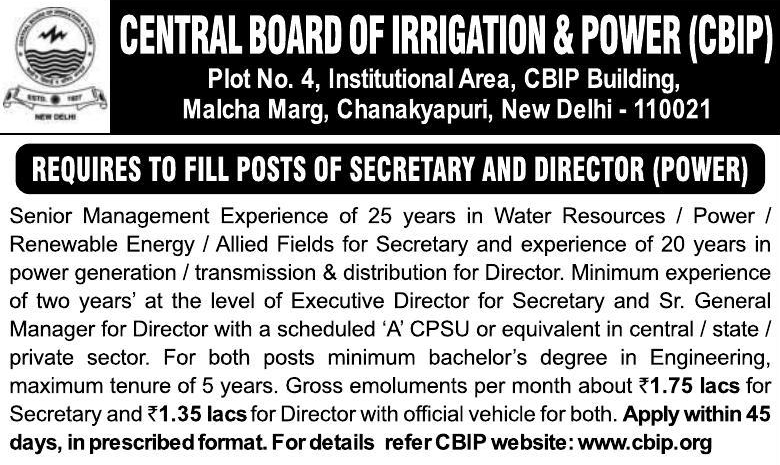 CENTRAL BOARD OF IRRIGATION & POWER (CBIP)
Plot No. 4, Institutional Area, CBIP Building,
Malcha Marg, Chanakyapuri, New Delhi - 110021
ESTD. 1927
NEW DELHI
REQUIRES TO FILL POSTS OF SECRETARY AND DIRECTOR (POWER)
Senior Management Experience of 25 years in Water Resources / Power /
Renewable Energy / Allied Fields for Secretary and experience of 20 years in
power generation / transmission & distribution for Director. Minimum experience
of two years' at the level of Executive Director for Secretary and Sr. General
Manager for Director with a scheduled 'A' CPSU or equivalent in central / state /
private sector. For both posts minimum bachelor's degree in Engineering,
maximum tenure of 5 years. Gross emoluments per month about ₹1.75 lacs for
Secretary and ₹1.35 lacs for Director with official vehicle for both. Apply within 45
days, in prescribed format. For details refer CBIP website: www.cbip.org